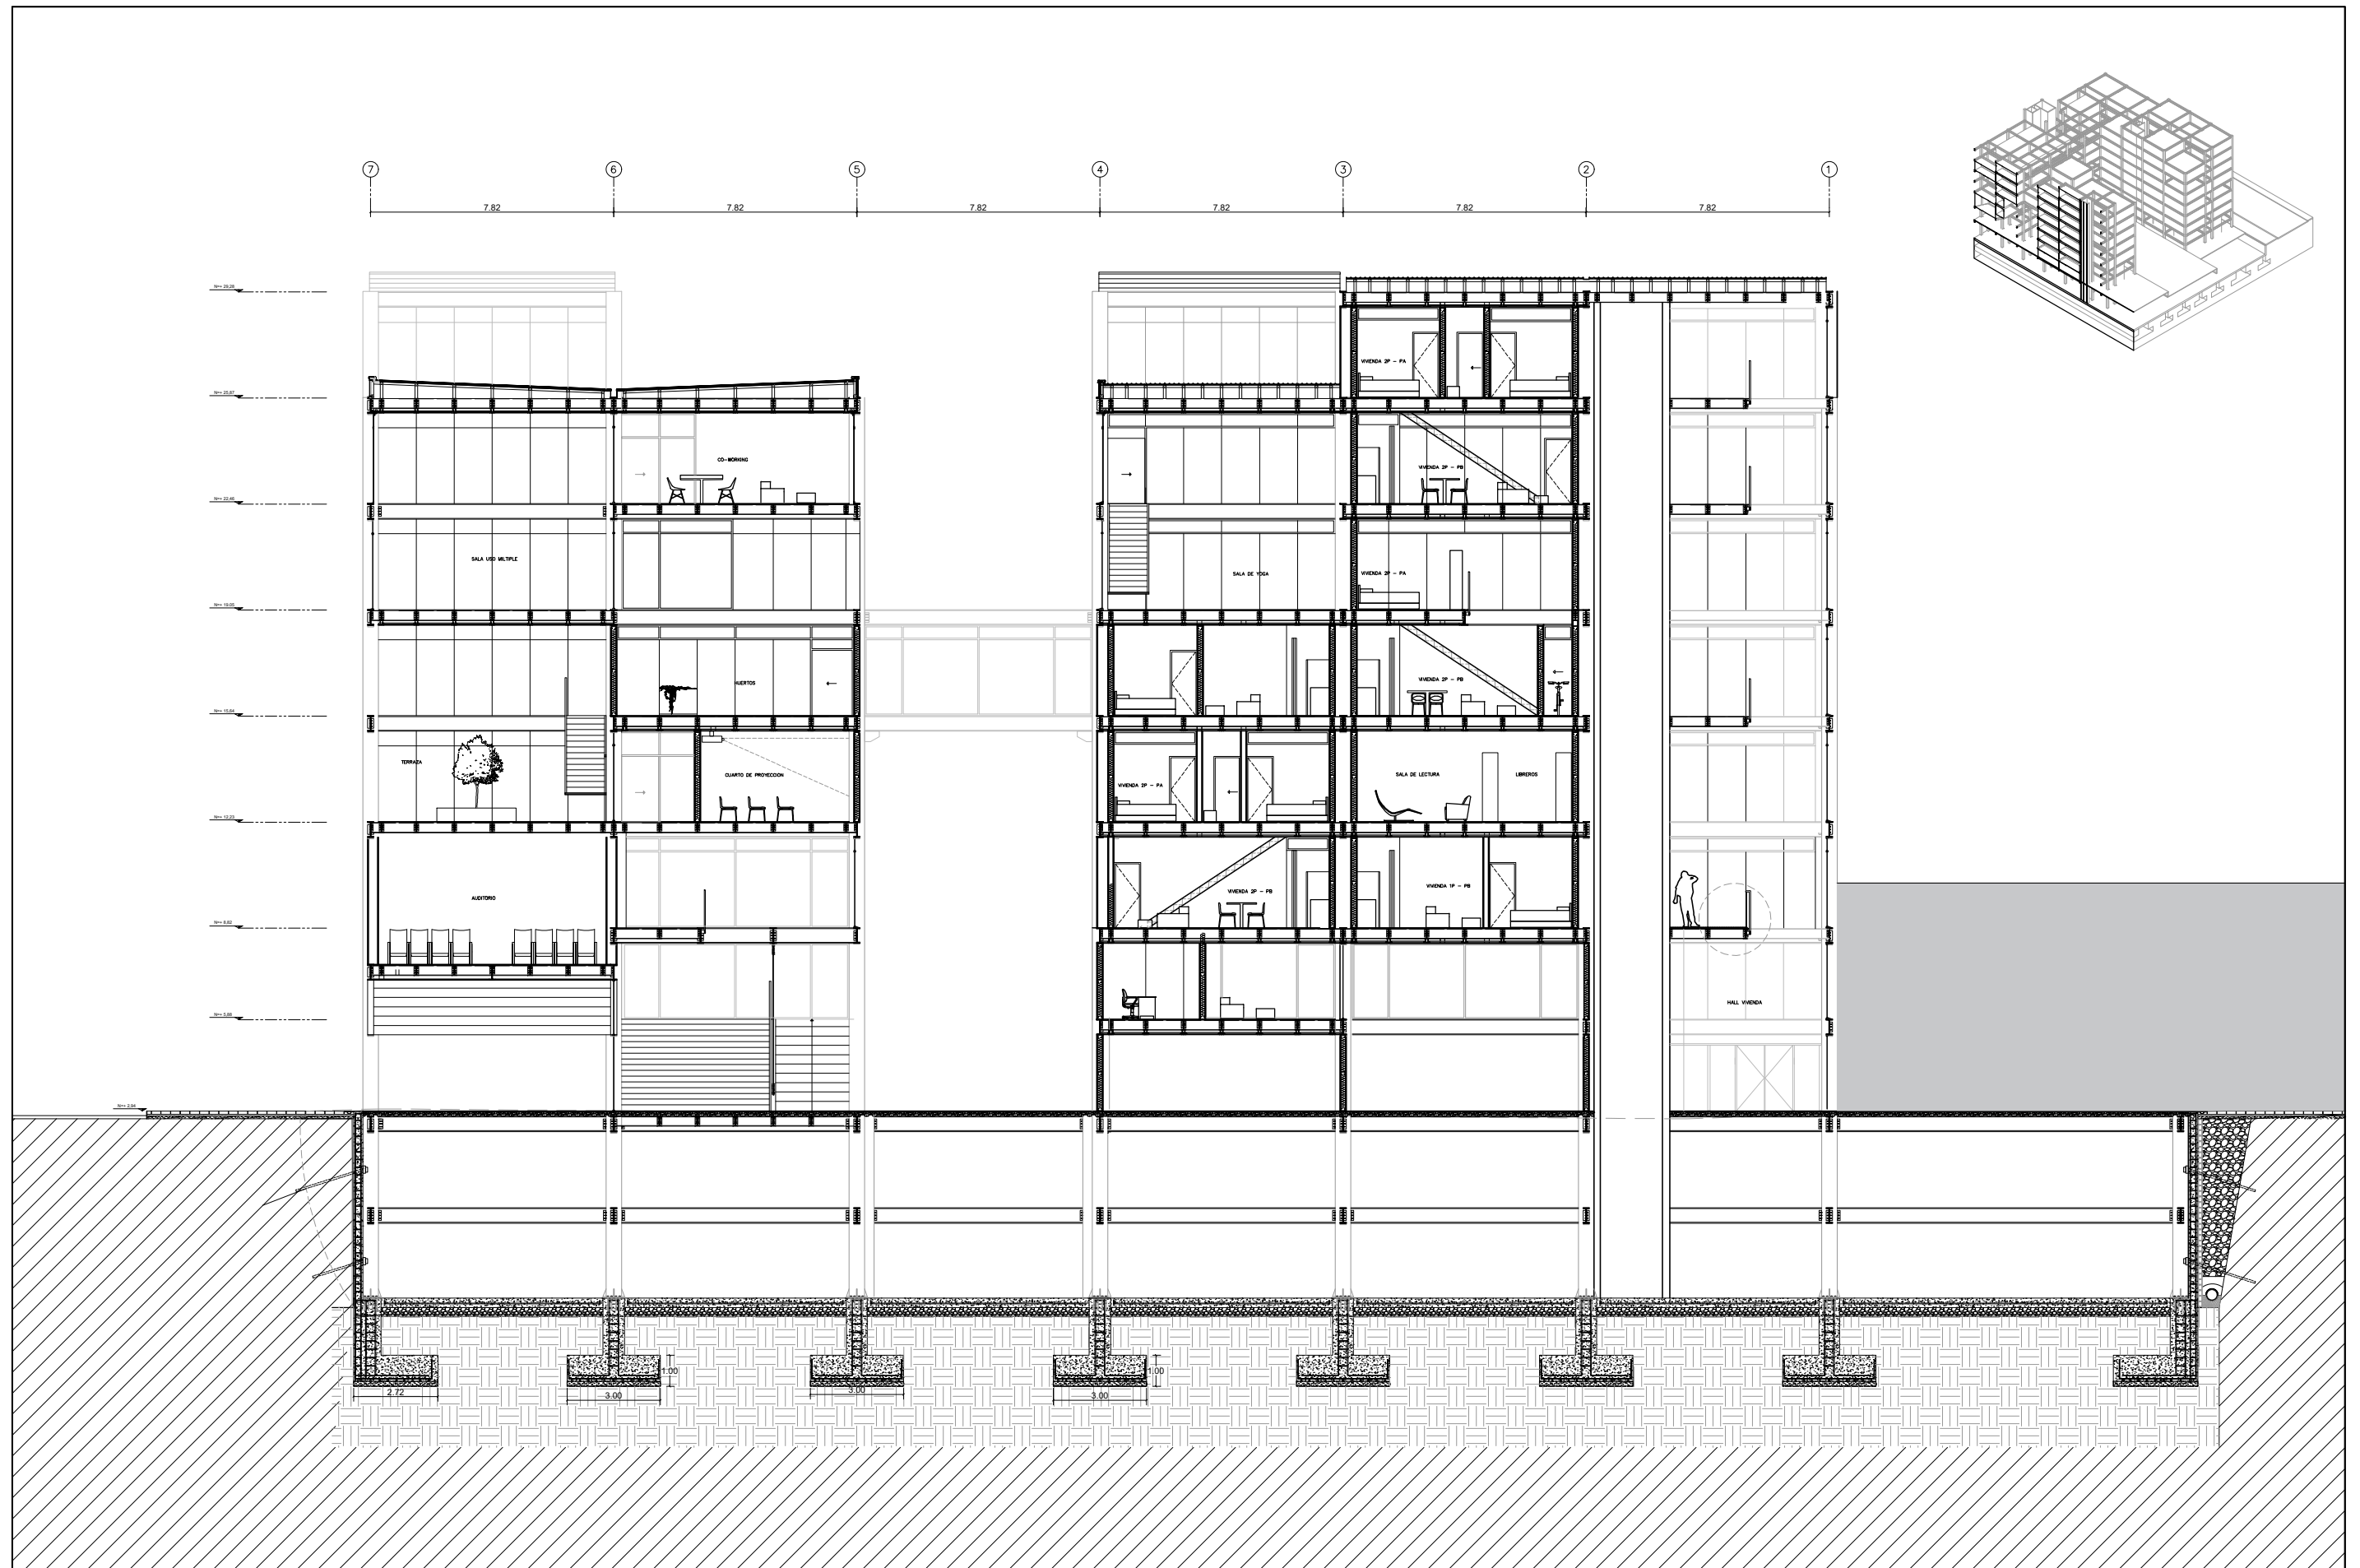 7 6 5 4 3 2 1
7.82 7.82 7.82 7.82 7.82 7.82
VIVIENDA 2P - PA
CO-WORKING
VIVIENDA 2P - PB
SALA USO MILTIPLE
SALA DE YOGA
VIVIENDA 2P - PA
HUERTOS
VIVIENDA 2P - PB
TERRAZA
CUARTO DE PROYECCION
VIVIENDA 2P - PA
SALA DE LECTURA
LIBREROS
AUDITORIO
VIVIENDA 2P - PB
VIVIENDA 1P - PB
HALL VIVIENDA
1.00 1.00
2.72 3.00 3.00 3.00